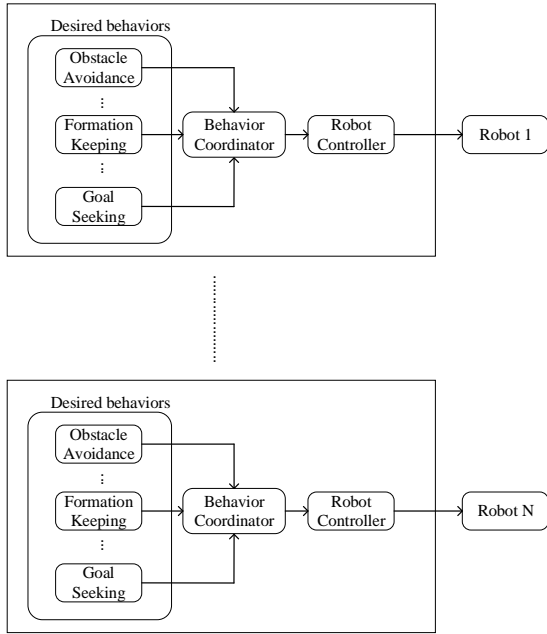 Desired behaviors
Obstacle
Avoidance
...
Formation
Keeping
...
Goal
Seeking
Behavior
Coordinator
Robot
Controller
Robot 1
Desired behaviors
Obstacle
Avoidance
...
Formation
Keeping
...
Goal
Seeking
Behavior
Coordinator
Robot
Controller
Robot N